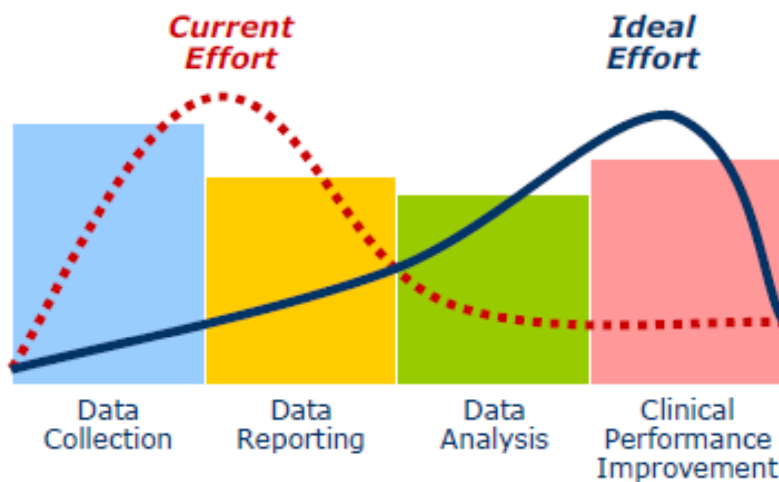 Current
Effort
Ideal
Effort
Data
Collection
Data
Reporting
Data
Analysis
Clinical
Performance
Improvement